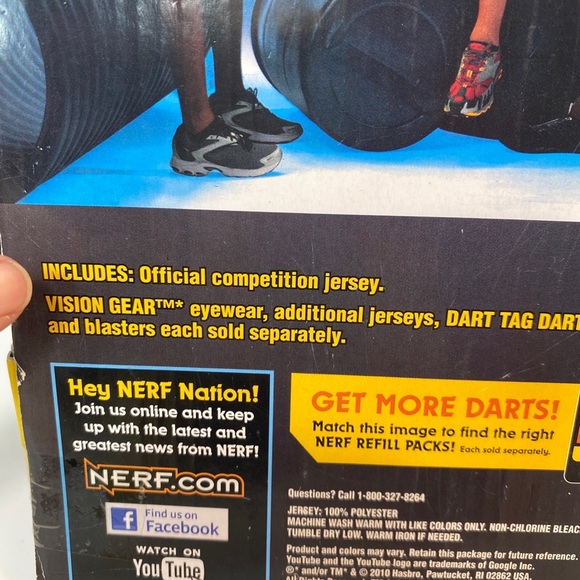 INCLUDES: Official competition jersey.
VISION GEAR™* eyewear, additional jerseys, DART TAG DART
and blasters each sold separately.
Hey NERF Nation!
Join us online and keep
up with the latest and
greatest news from NERF!
NERF.COM
f Find us on
Facebook
WATCH ON
YouTube
GET MORE DARTS!
Match this image to find the right
NERF REFILL PACKS! Each sold separately.
Questions? Call 1-800-327-8264
JERSEY: 100% POLYESTER
MACHINE WASH WARM WITH LIKE COLORS ONLY. NON-CHLORINE BLEAC
TUMBLE DRY LOW. WARM IRON IF NEEDED.
Product and colors may vary. Retain this package for future reference.
YouTube and the YouTube logo are trademarks of Google Inc.
®* and/or TM* & © 2010 Hasbro, Pawtucket, RI 02862 USA.